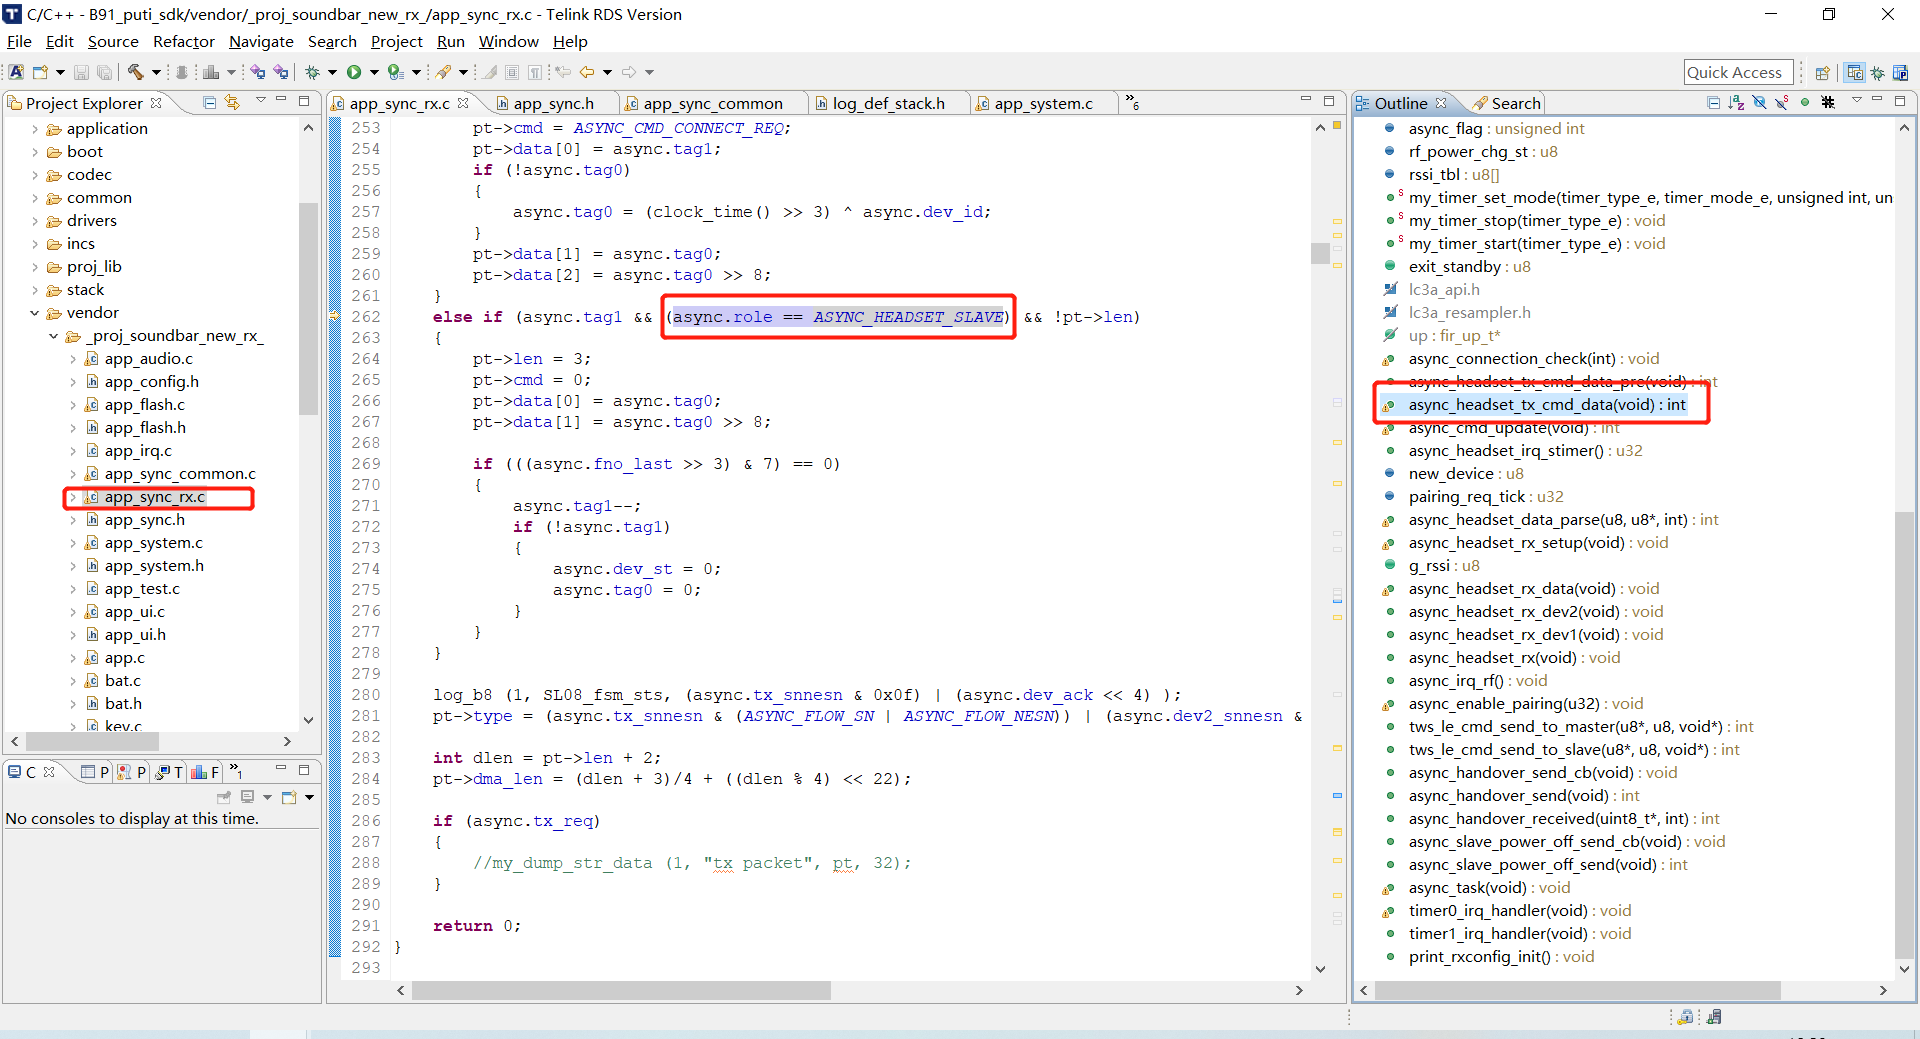 C/C++ - B91_puti_sdk/vendor/_proj_soundbar_new_rx_/app_sync_rx.c - Telink RDS Version
File Edit Source Refactor Navigate Search Project Run Window Help
Quick Access
Project Explorer
application
boot
codec
common
drivers
incs
proj_lib
stack
vendor
_proj_soundbar_new_rx_
app_audio.c
app_config.h
app_flash.c
app_flash.h
app_irq.c
app_sync_common.c
app_sync_rx.c
app_sync.h
app_system.c
app_system.h
app_test.c
app_ui.c
app_ui.h
app.c
bat.c
bat.h
key.c
C P P T F »1
No consoles to display at this time.
app_sync_rx.c app_sync.h app_sync_common log_def_stack.h app_system.c »6
253 pt->cmd = ASYNC_CMD_CONNECT_REQ;
254 pt->data[0] = async.tag1;
255 if (!async.tag0)
256 {
257 async.tag0 = (clock_time() >> 3) ^ async.dev_id;
258 }
259 pt->data[1] = async.tag0;
260 pt->data[2] = async.tag0 >> 8;
261 }
262 else if (async.tag1 && (async.role == ASYNC_HEADSET_SLAVE) && !pt->len)
263 {
264 pt->len = 3;
265 pt->cmd = 0;
266 pt->data[0] = async.tag0;
267 pt->data[1] = async.tag0 >> 8;
268
269 if (((async.fno_last >> 3) & 7) == 0)
270 {
271 async.tag1--;
272 if (!async.tag1)
273 {
274 async.dev_st = 0;
275 async.tag0 = 0;
276 }
277 }
278 }
279
280 log_b8 (1, SL08_fsm_sts, (async.tx_snnesn & 0x0f) | (async.dev_ack << 4) );
281 pt->type = (async.tx_snnesn & (ASYNC_FLOW_SN | ASYNC_FLOW_NESN)) | (async.dev2_snnesn &
282
283 int dlen = pt->len + 2;
284 pt->dma_len = (dlen + 3)/4 + ((dlen % 4) << 22);
285
286 if (async.tx_req)
287 {
288 //my_dump_str_data (1, "tx packet", pt, 32);
289 }
290
291 return 0;
292 }
293
Outline Search
async_flag : unsigned int
rf_power_chg_st : u8
rssi_tbl : u8[]
my_timer_set_mode(timer_type_e, timer_mode_e, unsigned int, un
my_timer_stop(timer_type_e) : void
my_timer_start(timer_type_e) : void
exit_standby : u8
lc3a_api.h
lc3a_resampler.h
up : fir_up_t*
async_connection_check(int) : void
async_headset_tx_cmd_data_pre(void) : int
async_headset_tx_cmd_data(void) : int
async_cmd_update(void) : int
async_headset_irq_stimer() : u32
new_device : u8
pairing_req_tick : u32
async_headset_data_parse(u8, u8*, int) : int
async_headset_rx_setup(void) : void
g_rssi : u8
async_headset_rx_data(void) : void
async_headset_rx_dev2(void) : void
async_headset_rx_dev1(void) : void
async_headset_rx(void) : void
async_irq_rf() : void
async_enable_pairing(u32) : void
tws_le_cmd_send_to_master(u8*, u8, void*) : int
tws_le_cmd_send_to_slave(u8*, u8, void*) : int
async_handover_send_cb(void) : void
async_handover_send(void) : int
async_handover_received(uint8_t*, int) : int
async_slave_power_off_send_cb(void) : void
async_slave_power_off_send(void) : int
async_task(void) : void
timer0_irq_handler(void) : void
timer1_irq_handler(void) : void
print_rxconfig_init() : void